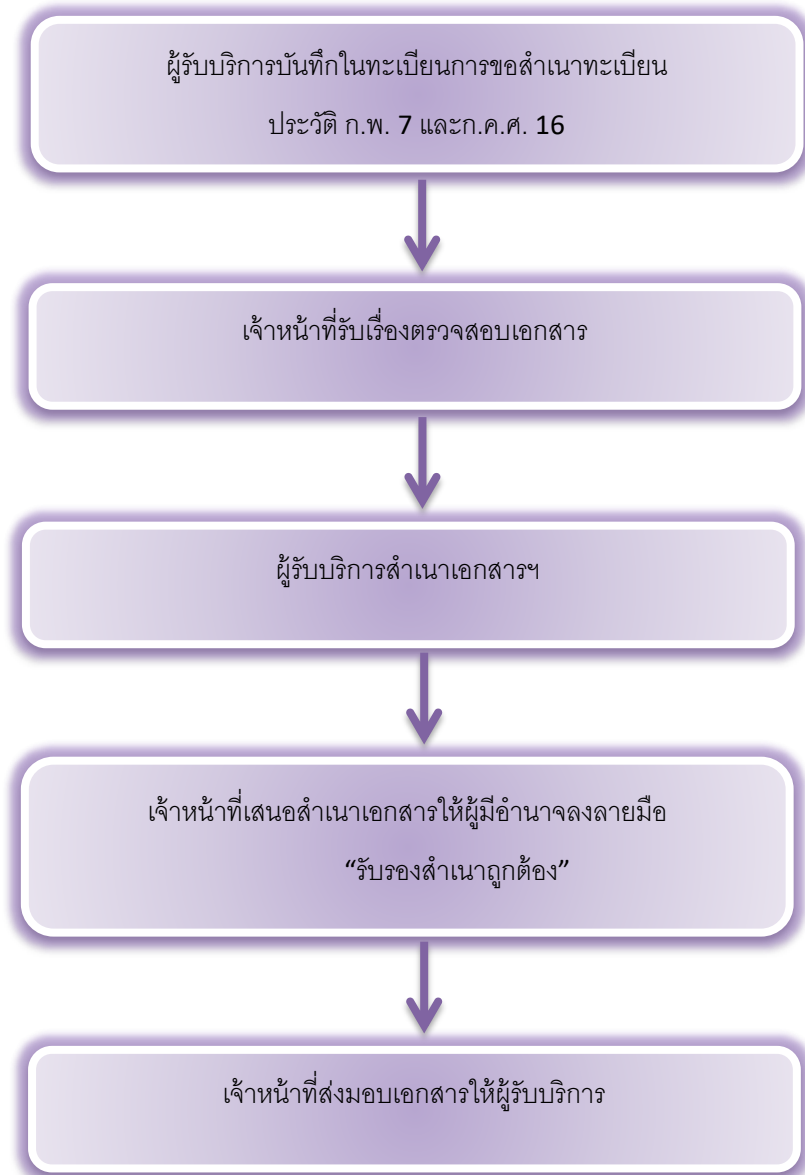 ผู้รับบริการบันทึกในทะเบียนการขอสำเนาทะเบียน
ประวัติ ก.พ. 7 และก.ค.ศ. 16
เจ้าหน้าที่รับเรื่องตรวจสอบเอกสาร
ผู้รับบริการสำเนาเอกสารฯ
เจ้าหน้าที่เสนอสำเนาเอกสารให้ผู้มีอำนาจลงลายมือ
“รับรองสำเนาถูกต้อง”
เจ้าหน้าที่ส่งมอบเอกสารให้ผู้รับบริการ